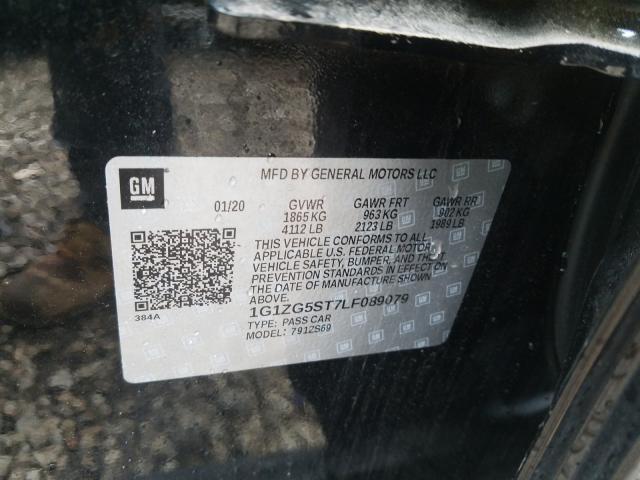 GM
MFD BY GENERAL MOTORS LLC
01/20 GVWR GAWR FRT GAWR RR
1865 KG 963 KG 902 KG
4112 LB 2123 LB 1989 LB
THIS VEHICLE CONFORMS TO ALL
APPLICABLE U.S. FEDERAL MOTOR
VEHICLE SAFETY, BUMPER, AND THEFT
PREVENTION STANDARDS IN EFFECT ON
THE DATE OF MANUFACTURE SHOWN
ABOVE.
384A
1G1ZG5ST7LF089079
TYPE: PASS CAR
MODEL: 791ZS69